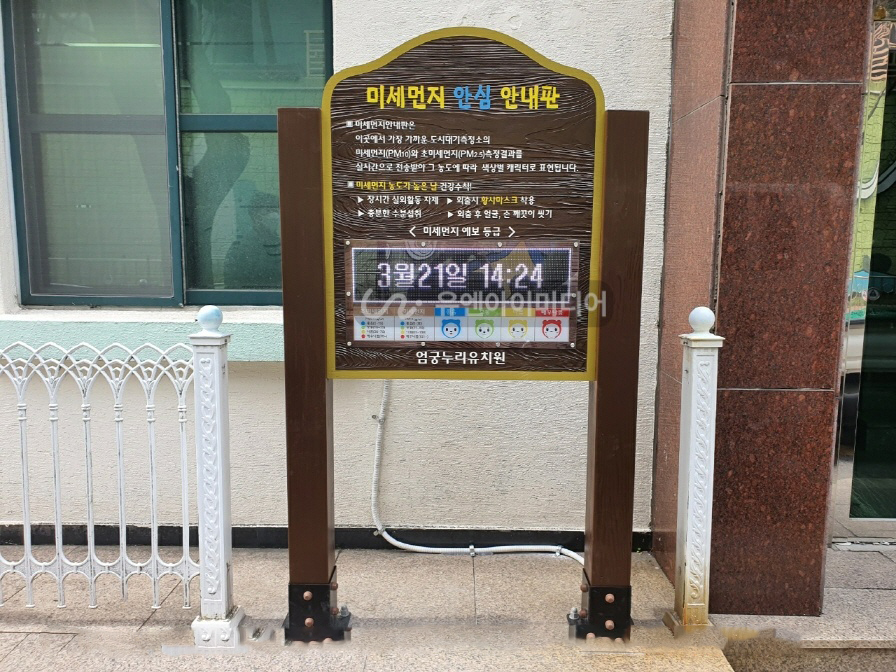 미세먼지 안심 안내판
미세먼지안내판은
이곳에서 가장 가까운 도시대기측정소의
미세먼지(PM10)와 초미세먼지(PM2.5)측정결과를
실시간으로 전송받아 그 농도에 따라 색상별 캐릭터로 표현됩니다.
미세먼지 농도가 높은 날 건강수칙!
▶ 장시간 실외활동 자제 ▶ 외출시 황사마스크 착용
▶ 충분한 수분섭취 ▶ 외출 후 얼굴, 손 깨끗이 씻기
< 미세먼지 예보 등급 >
3월21일 14:24
유앤아이미디어
엄궁누리유치원